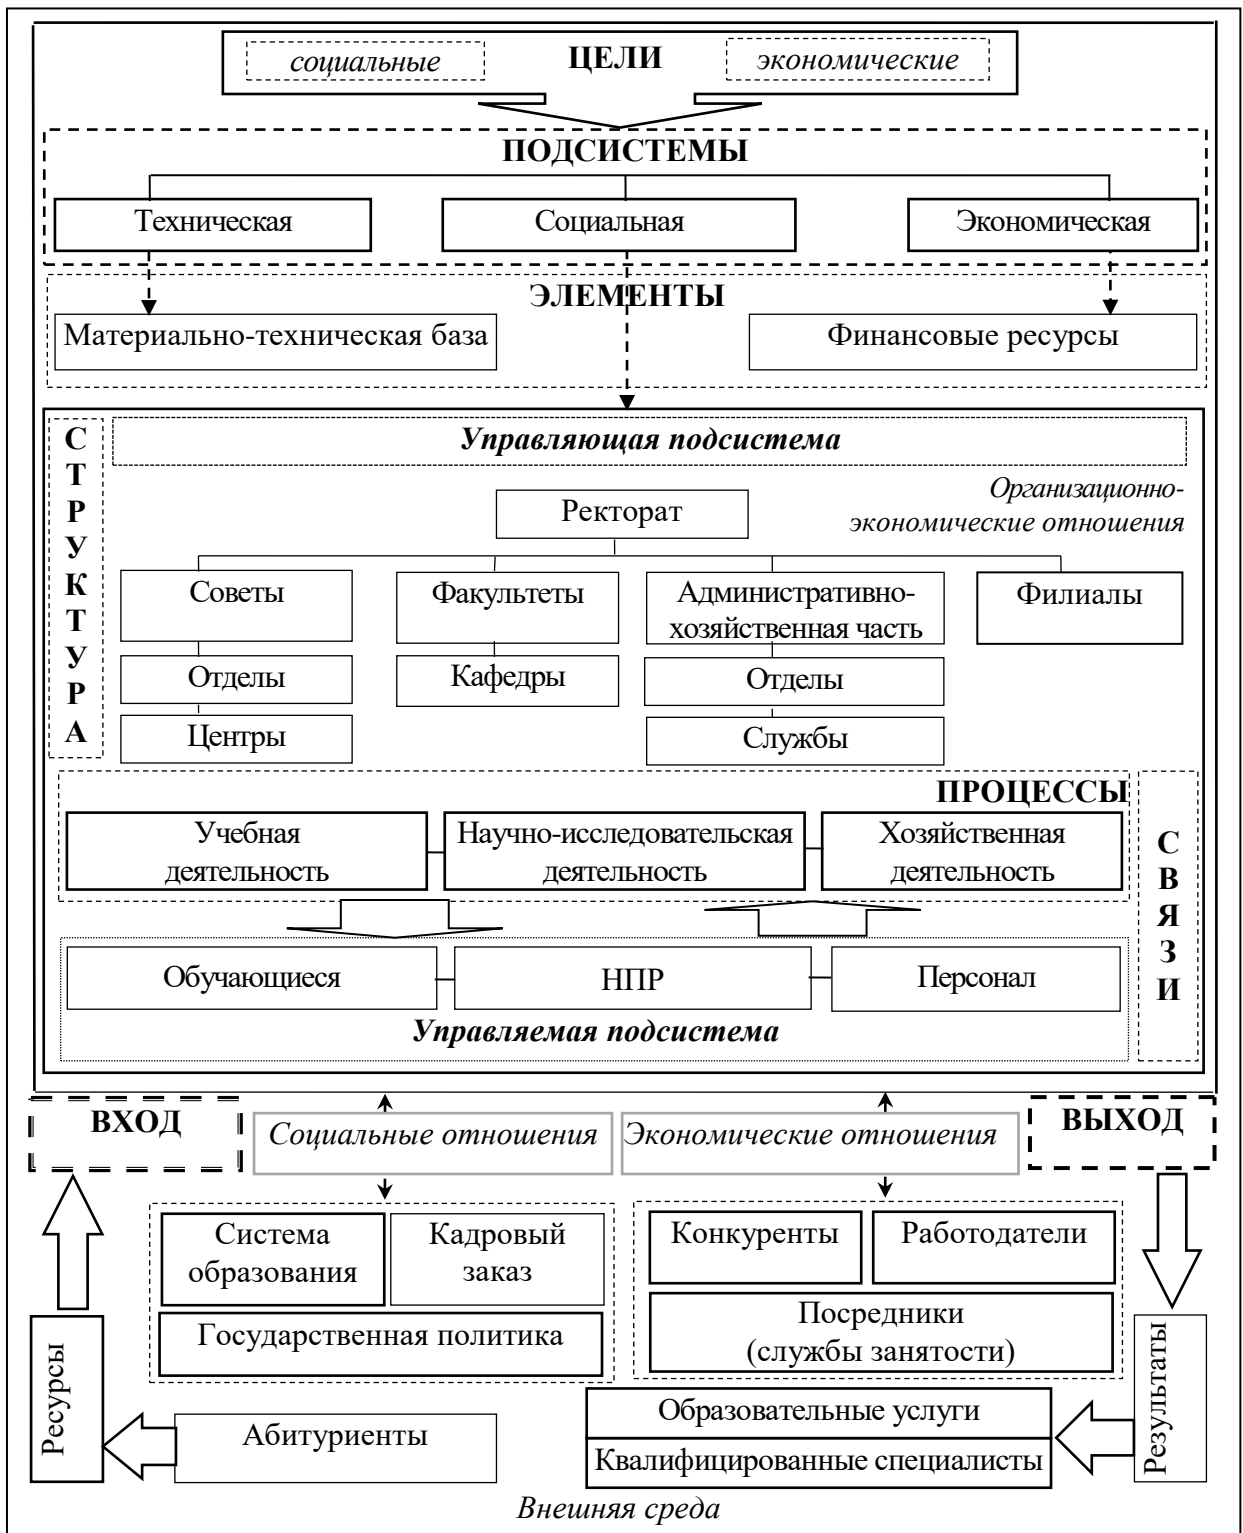 социальные
ЦЕЛИ
экономические
ПОДСИСТЕМЫ
Техническая
Социальная
Экономическая
ЭЛЕМЕНТЫ
Материально-техническая база
Финансовые ресурсы
СТРУКТУРА
Управляющая подсистема
Организационно-
экономические отношения
Ректорат
Советы
Факультеты
Административно-
хозяйственная часть
Филиалы
Отделы
Кафедры
Отделы
Центры
Службы
ПРОЦЕССЫ
СВЯЗИ
Учебная
деятельность
Научно-исследовательская
деятельность
Хозяйственная
деятельность
Обучающиеся
НПР
Персонал
Управляемая подсистема
ВХОД
Социальные отношения
Экономические отношения
ВЫХОД
Система
образования
Кадровый
заказ
Государственная политика
Конкуренты
Работодатели
Посредники
(службы занятости)
Ресурсы
Абитуриенты
Образовательные услуги
Квалифицированные специалисты
Результаты
Внешняя среда